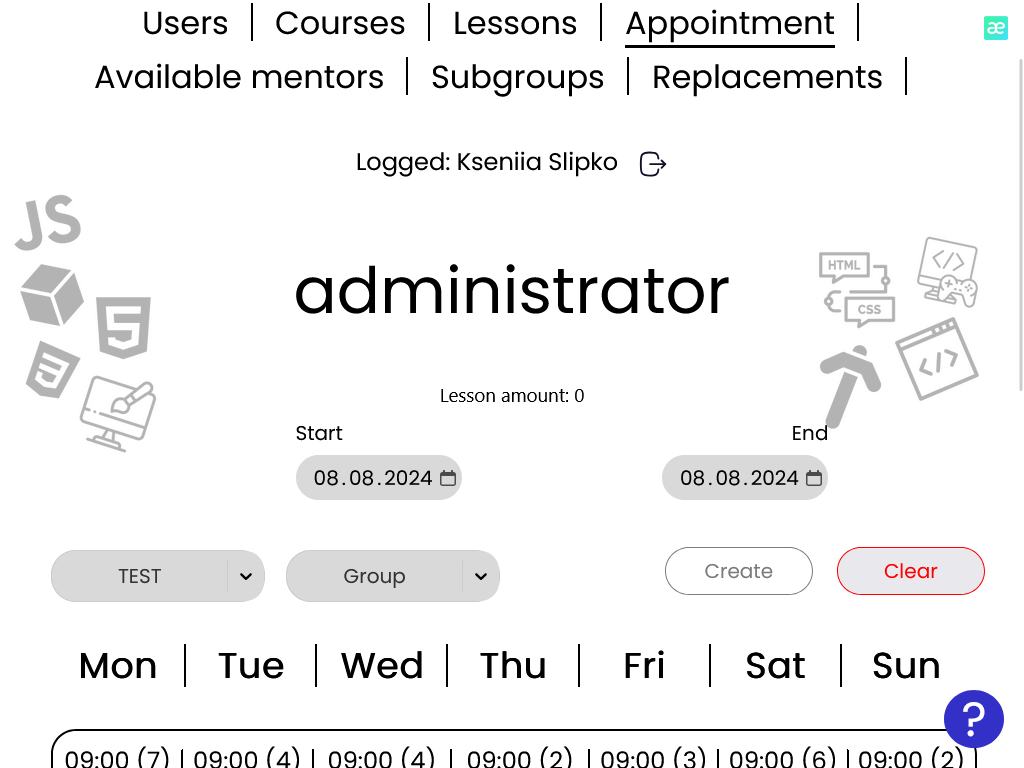 Users | Courses | Lessons | Appointment |
æ
Available mentors | Subgroups | Replacements |
Logged: Kseniia Slipko
JS
HTML
CSS
administrator
Lesson amount: 0
Start End
08.08.2024 08.08.2024
TEST Group Create Clear
Mon | Tue | Wed | Thu | Fri | Sat | Sun
?
09:00 (7) | 09:00 (4) | 09:00 (4) | 09:00 (2) | 09:00 (3) | 09:00 (6) | 09:00 (2) |